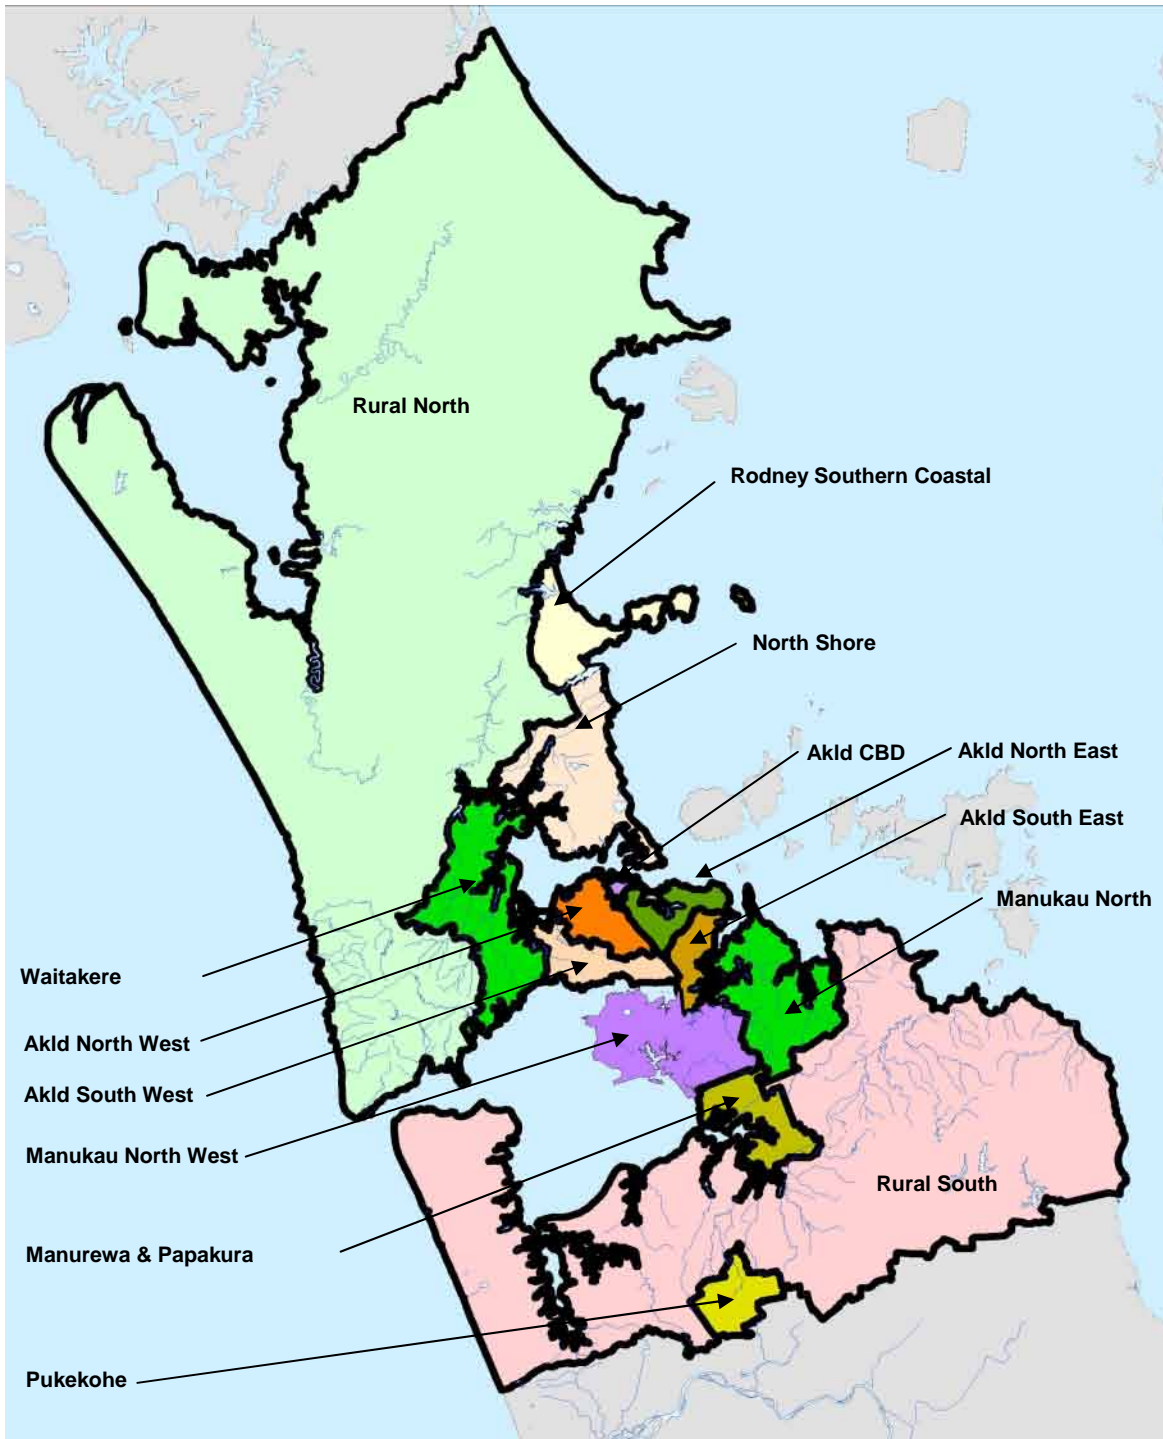 Rural North
Rodney Southern Coastal
North Shore
Akld CBD
Akld North East
Akld South East
Manukau North
Waitakere
Akld North West
Akld South West
Manukau North West
Rural South
Manurewa & Papakura
Pukekohe